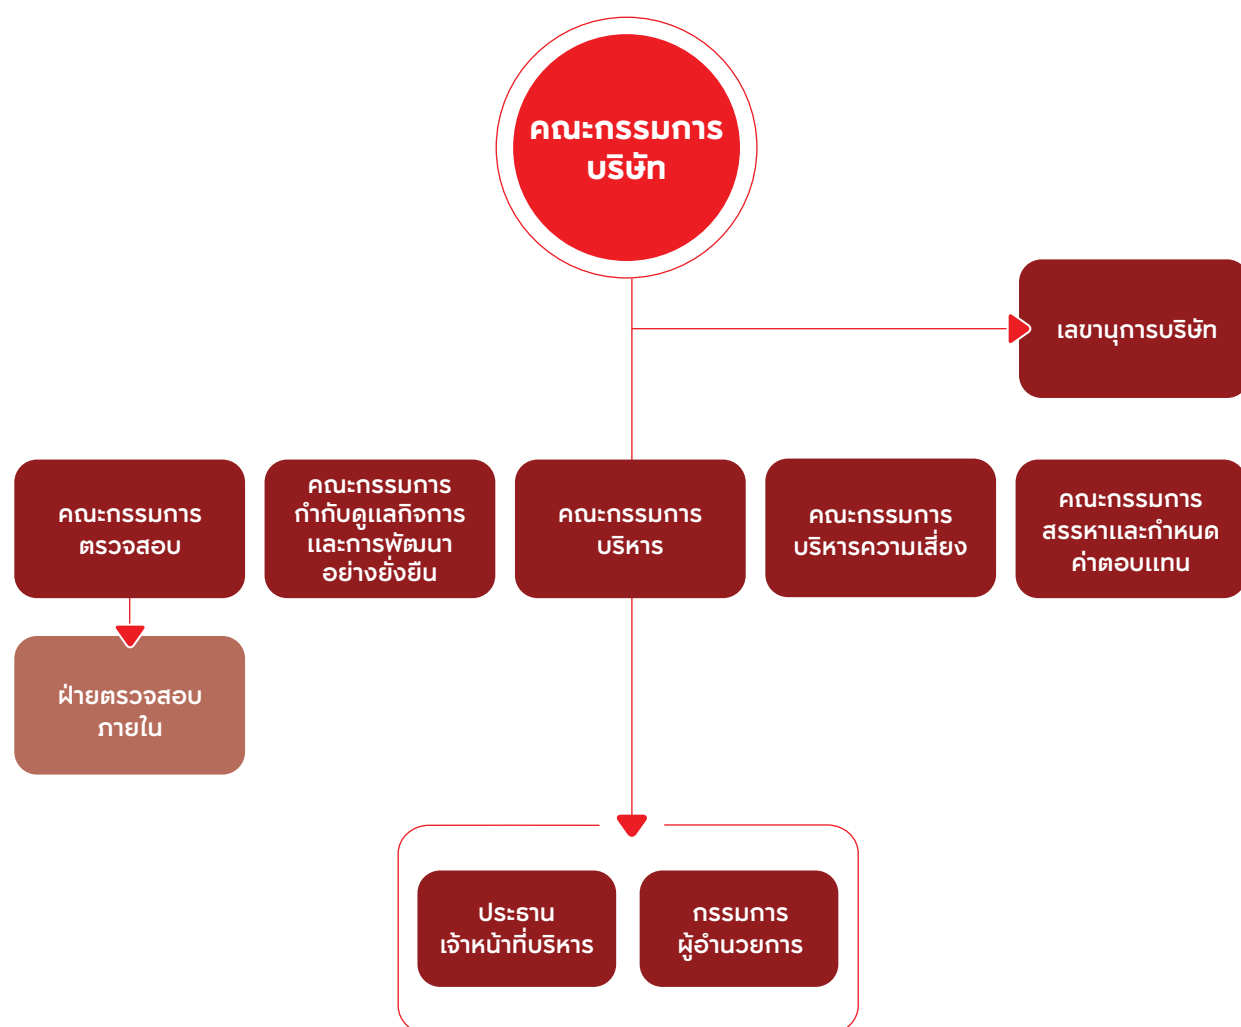 คณะกรรมการ
บริษัท
เลขานุการบริษัท
คณะกรรมการ
ตรวจสอบ
คณะกรรมการ
กำกับดูแลกิจการ
และการพัฒนา
อย่างยั่งยืน
คณะกรรมการ
บริหาร
คณะกรรมการ
บริหารความเสี่ยง
คณะกรรมการ
สรรหาและกำหนด
ค่าตอบแทน
ฝ่ายตรวจสอบ
ภายใน
ประธาน
เจ้าหน้าที่บริหาร
กรรมการ
ผู้อำนวยการ